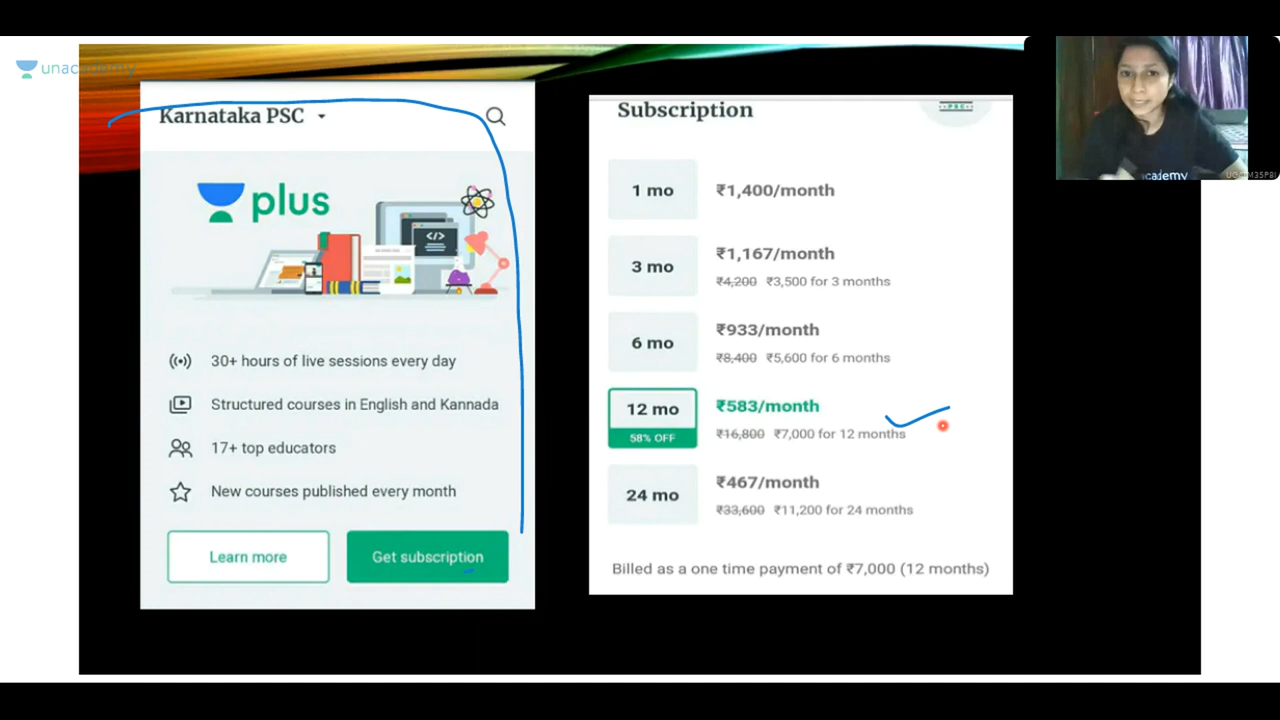 unacademy
Karnataka PSC
plus
30+ hours of live sessions every day
Structured courses in English and Kannada
17+ top educators
New courses published every month
Learn more
Get subscription
Subscription
PSC
1 mo
₹1,400/month
3 mo
₹1,167/month
₹4,200 ₹3,500 for 3 months
6 mo
₹933/month
₹8,400 ₹5,600 for 6 months
12 mo
58% OFF
₹583/month
₹16,800 ₹7,000 for 12 months
24 mo
₹467/month
₹33,600 ₹11,200 for 24 months
Billed as a one time payment of ₹7,000 (12 months)
cademy